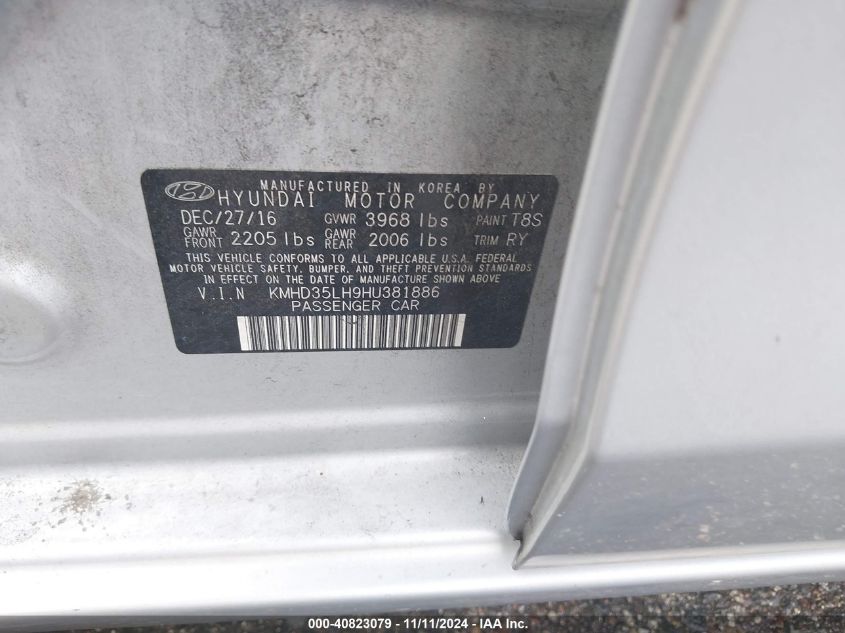 MANUFACTURED IN KOREA BY
HYUNDAI MOTOR COMPANY
DEC/27/16 GVWR 3968 lbs PAINT T8S
GAWR FRONT 2205 lbs GAWR REAR 2006 lbs TRIM RY
THIS VEHICLE CONFORMS TO ALL APPLICABLE U.S.A. FEDERAL
MOTOR VEHICLE SAFETY, BUMPER, AND THEFT PREVENTION STANDARDS
IN EFFECT ON THE DATE OF MANUFACTURE SHOWN ABOVE
V.I.N KMHD35LH9HU381886
PASSENGER CAR
000-40823079 - 11/11/2024 - IAA Inc.